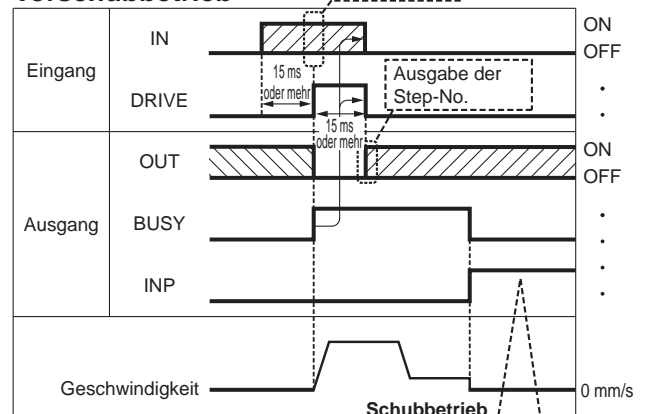 IN
ON
OFF
Eingang
15 ms
oder mehr
Ausgabe der
Step-No.
DRIVE
15 ms
oder mehr
OUT
ON
OFF
Ausgang
BUSY
INP
Geschwindigkeit
0 mm/s
Schubbetrieb